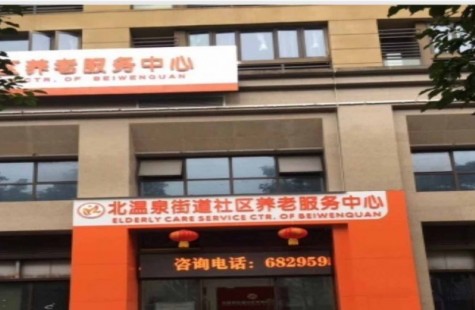 养老服务中心
CTR. OF BEIWENQUAN
北温泉街道社区养老服务中心
ELDERLY CARE SERVICE CTR. OF BEIWENQUAN
咨询电话：6829598